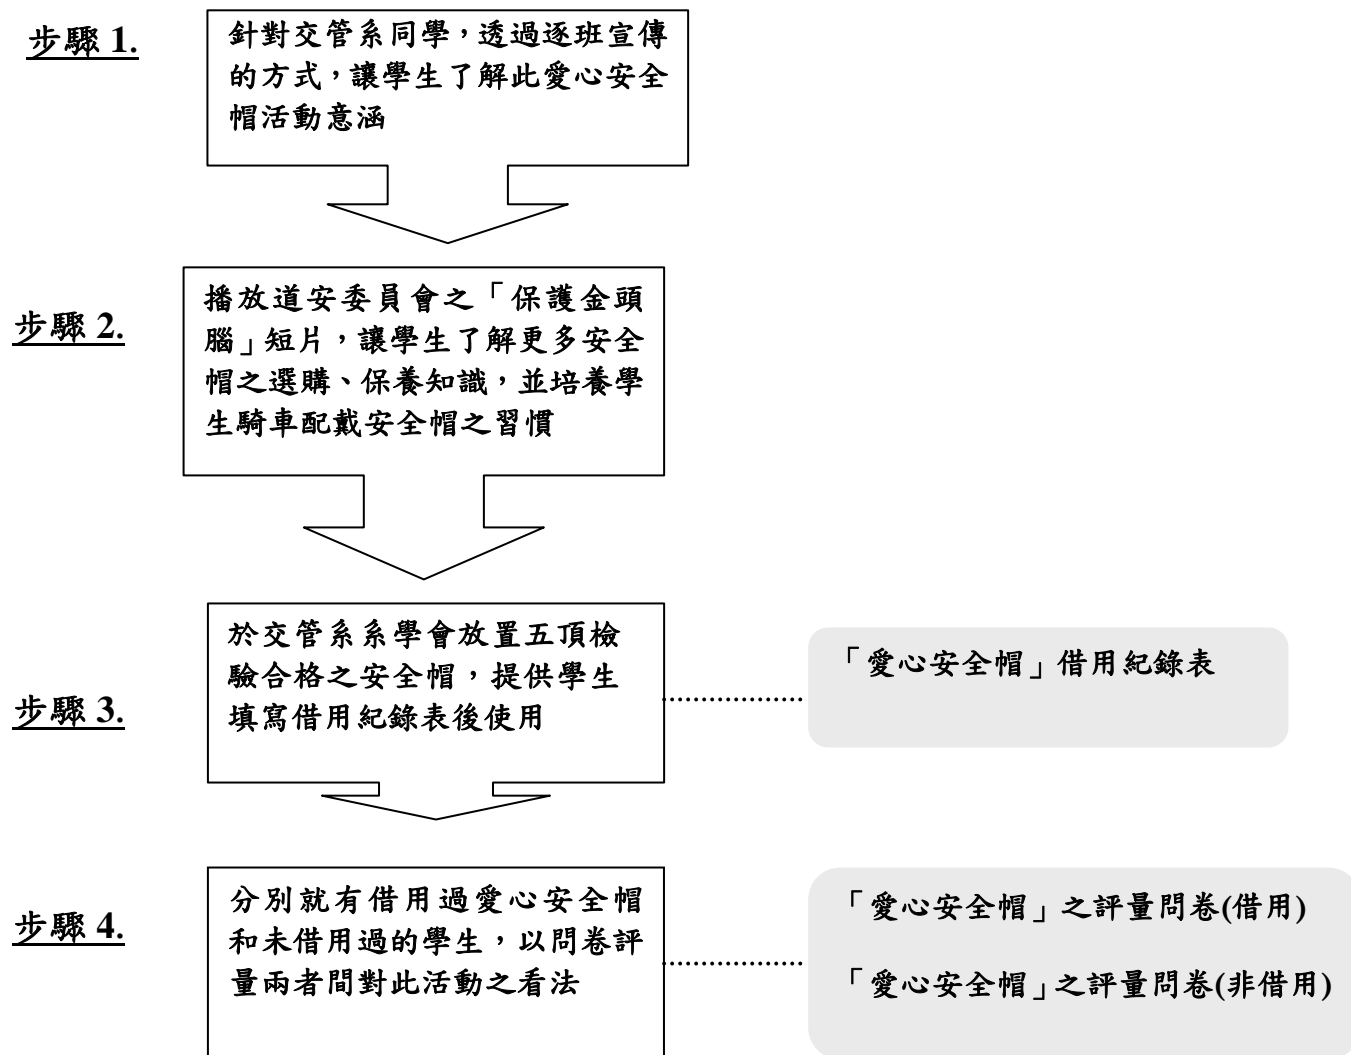 步驟 1.
針對交管系同學，透過逐班宣傳
的方式，讓學生了解此愛心安全
帽活動意涵
步驟 2.
播放道安委員會之「保護金頭
腦」短片，讓學生了解更多安全
帽之選購、保養知識，並培養學
生騎車配戴安全帽之習慣
步驟 3.
於交管系系學會放置五頂檢
驗合格之安全帽，提供學生
填寫借用紀錄表後使用
「愛心安全帽」借用紀錄表
步驟 4.
分別就有借用過愛心安全帽
和未借用過的學生，以問卷評
量兩者間對此活動之看法
「愛心安全帽」之評量問卷(借用)
「愛心安全帽」之評量問卷(非借用)